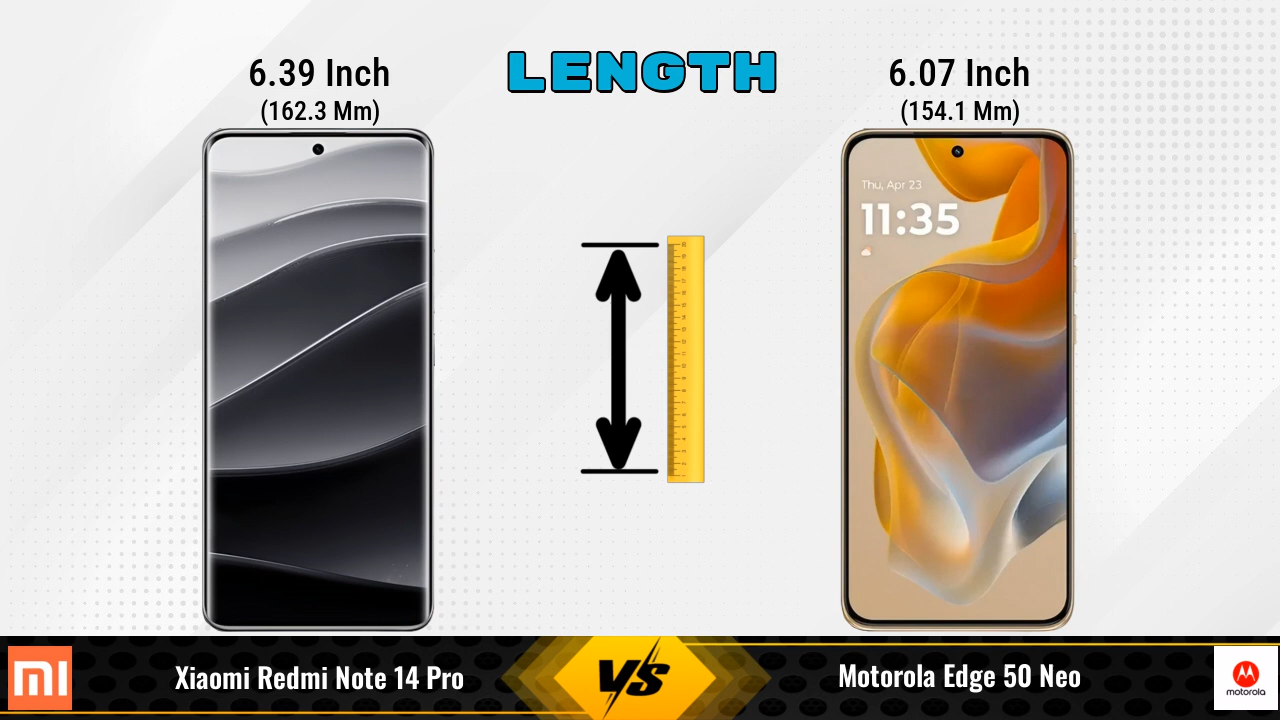 LENGTH
6.39 Inch
(162.3 Mm)
6.07 Inch
(154.1 Mm)
Thu, Apr 23
11:35
mi
Xiaomi Redmi Note 14 Pro
VS
Motorola Edge 50 Neo
motorola